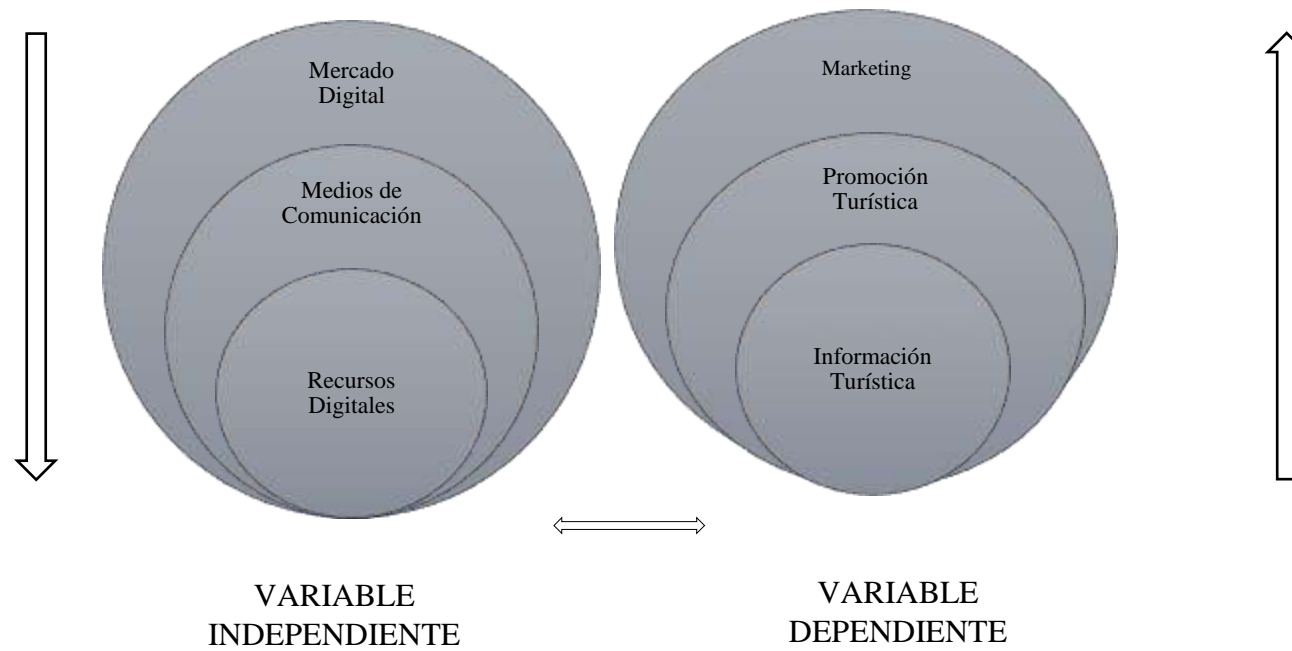 Mercado
Digital
Medios de
Comunicación
Recursos
Digitales
Marketing
Promoción
Turística
Información
Turística
VARIABLE
INDEPENDIENTE
VARIABLE
DEPENDIENTE